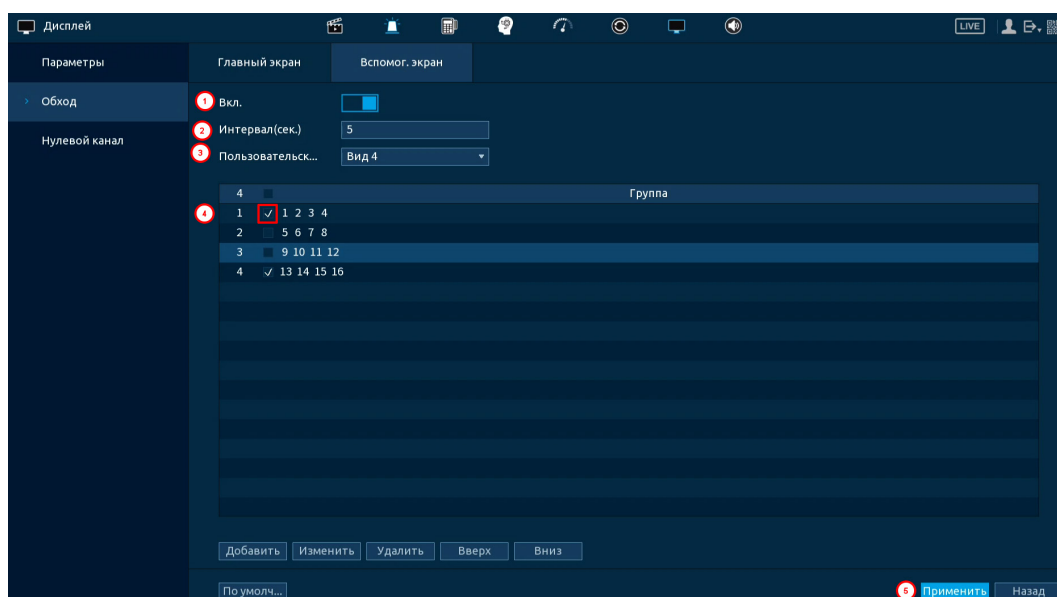 Дисплей LIVE
Параметры
Обход
Нулевой канал
Главный экран Вспомог. экран
1 Вкл.
2 Интервал(сек.) 5
3 Пользовательск... Вид 4
4 Группа
4 1 1 2 3 4
2 5 6 7 8
3 9 10 11 12
4 13 14 15 16
Добавить Изменить Удалить Вверх Вниз
По умолч... 5 Применить Назад